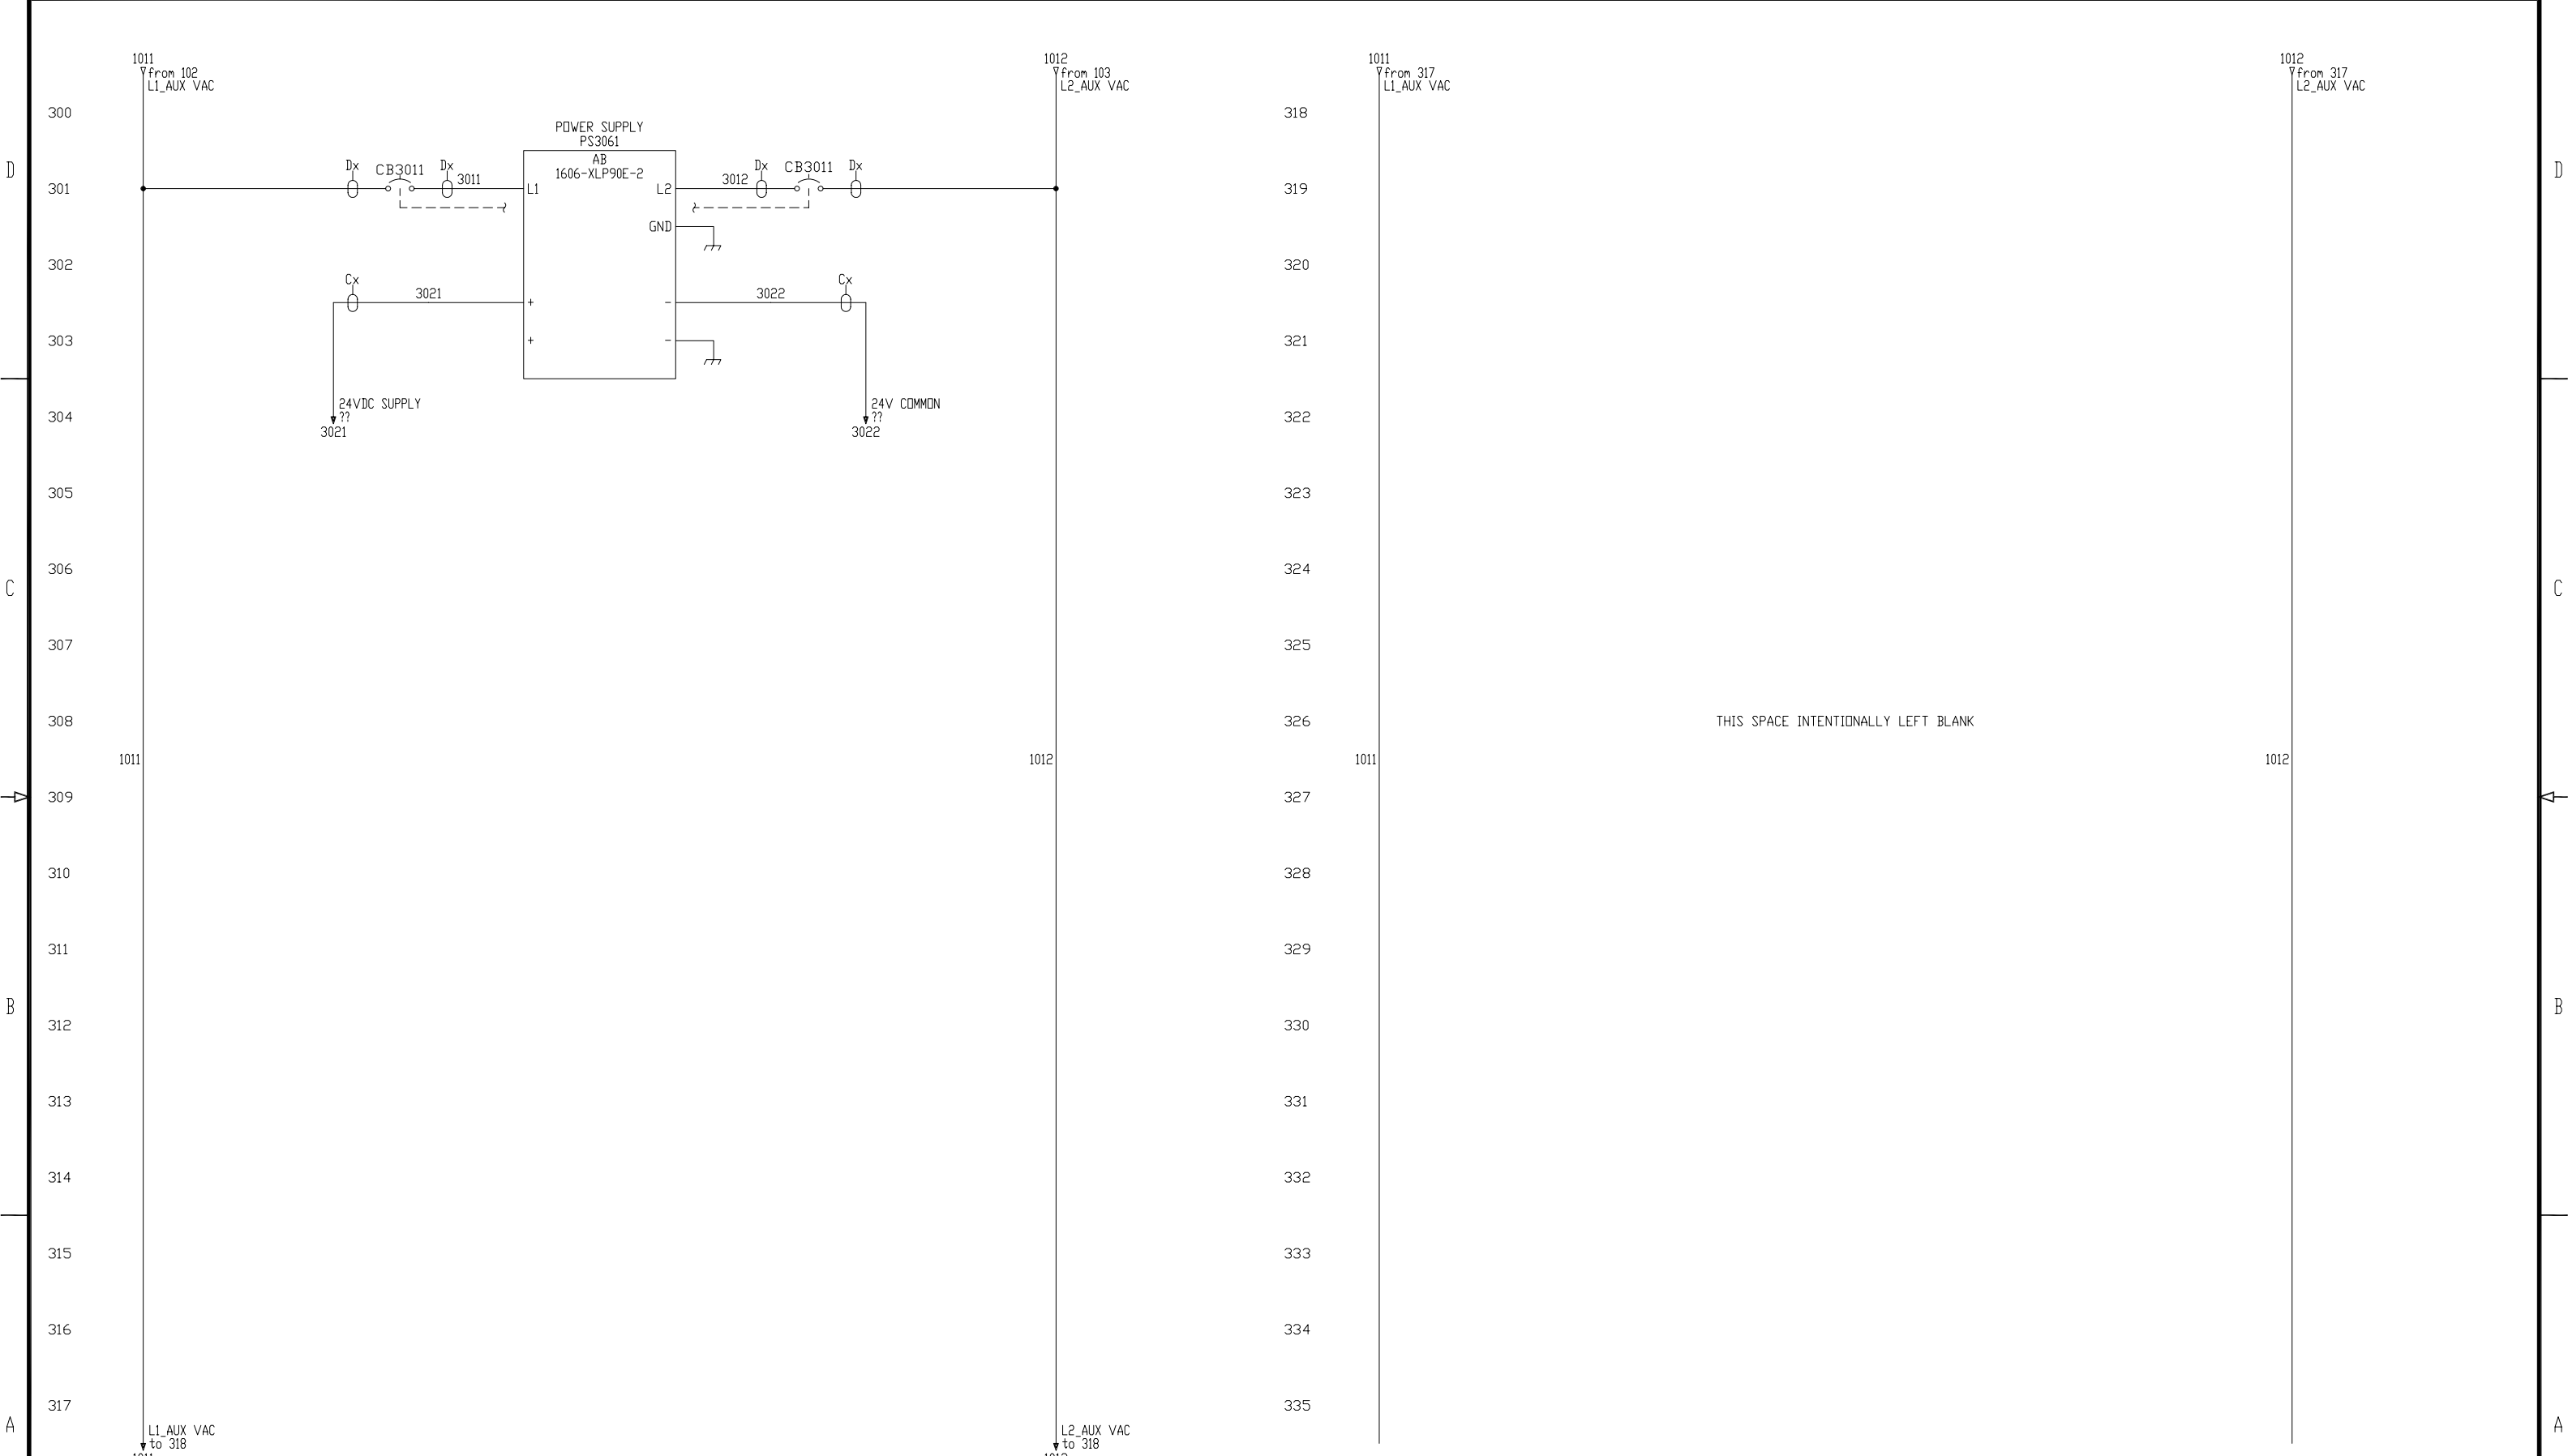 1011
from 102
L1_AUX VAC
1012
from 103
L2_AUX VAC
1011
from 317
L1_AUX VAC
1012
from 317
L2_AUX VAC
300
POWER SUPPLY
PS3061
AB
1606-XLP90E-2
318
D
D
301
Dx
CB3011
Dx
3011
L1
L2
3012
Dx
CB3011
Dx
319
GND
302
320
Cx
3021
+
-
3022
Cx
303
+
-
321
304
24VDC SUPPLY
??
3021
24V COMMON
??
3022
322
305
323
C
306
324
C
307
325
308
326
THIS SPACE INTENTIONALLY LEFT BLANK
1011
1012
1011
1012
309
327
310
328
311
329
B
B
312
330
313
331
314
332
315
333
316
334
317
335
A
A
L1_AUX VAC
to 318
L2_AUX VAC
to 318